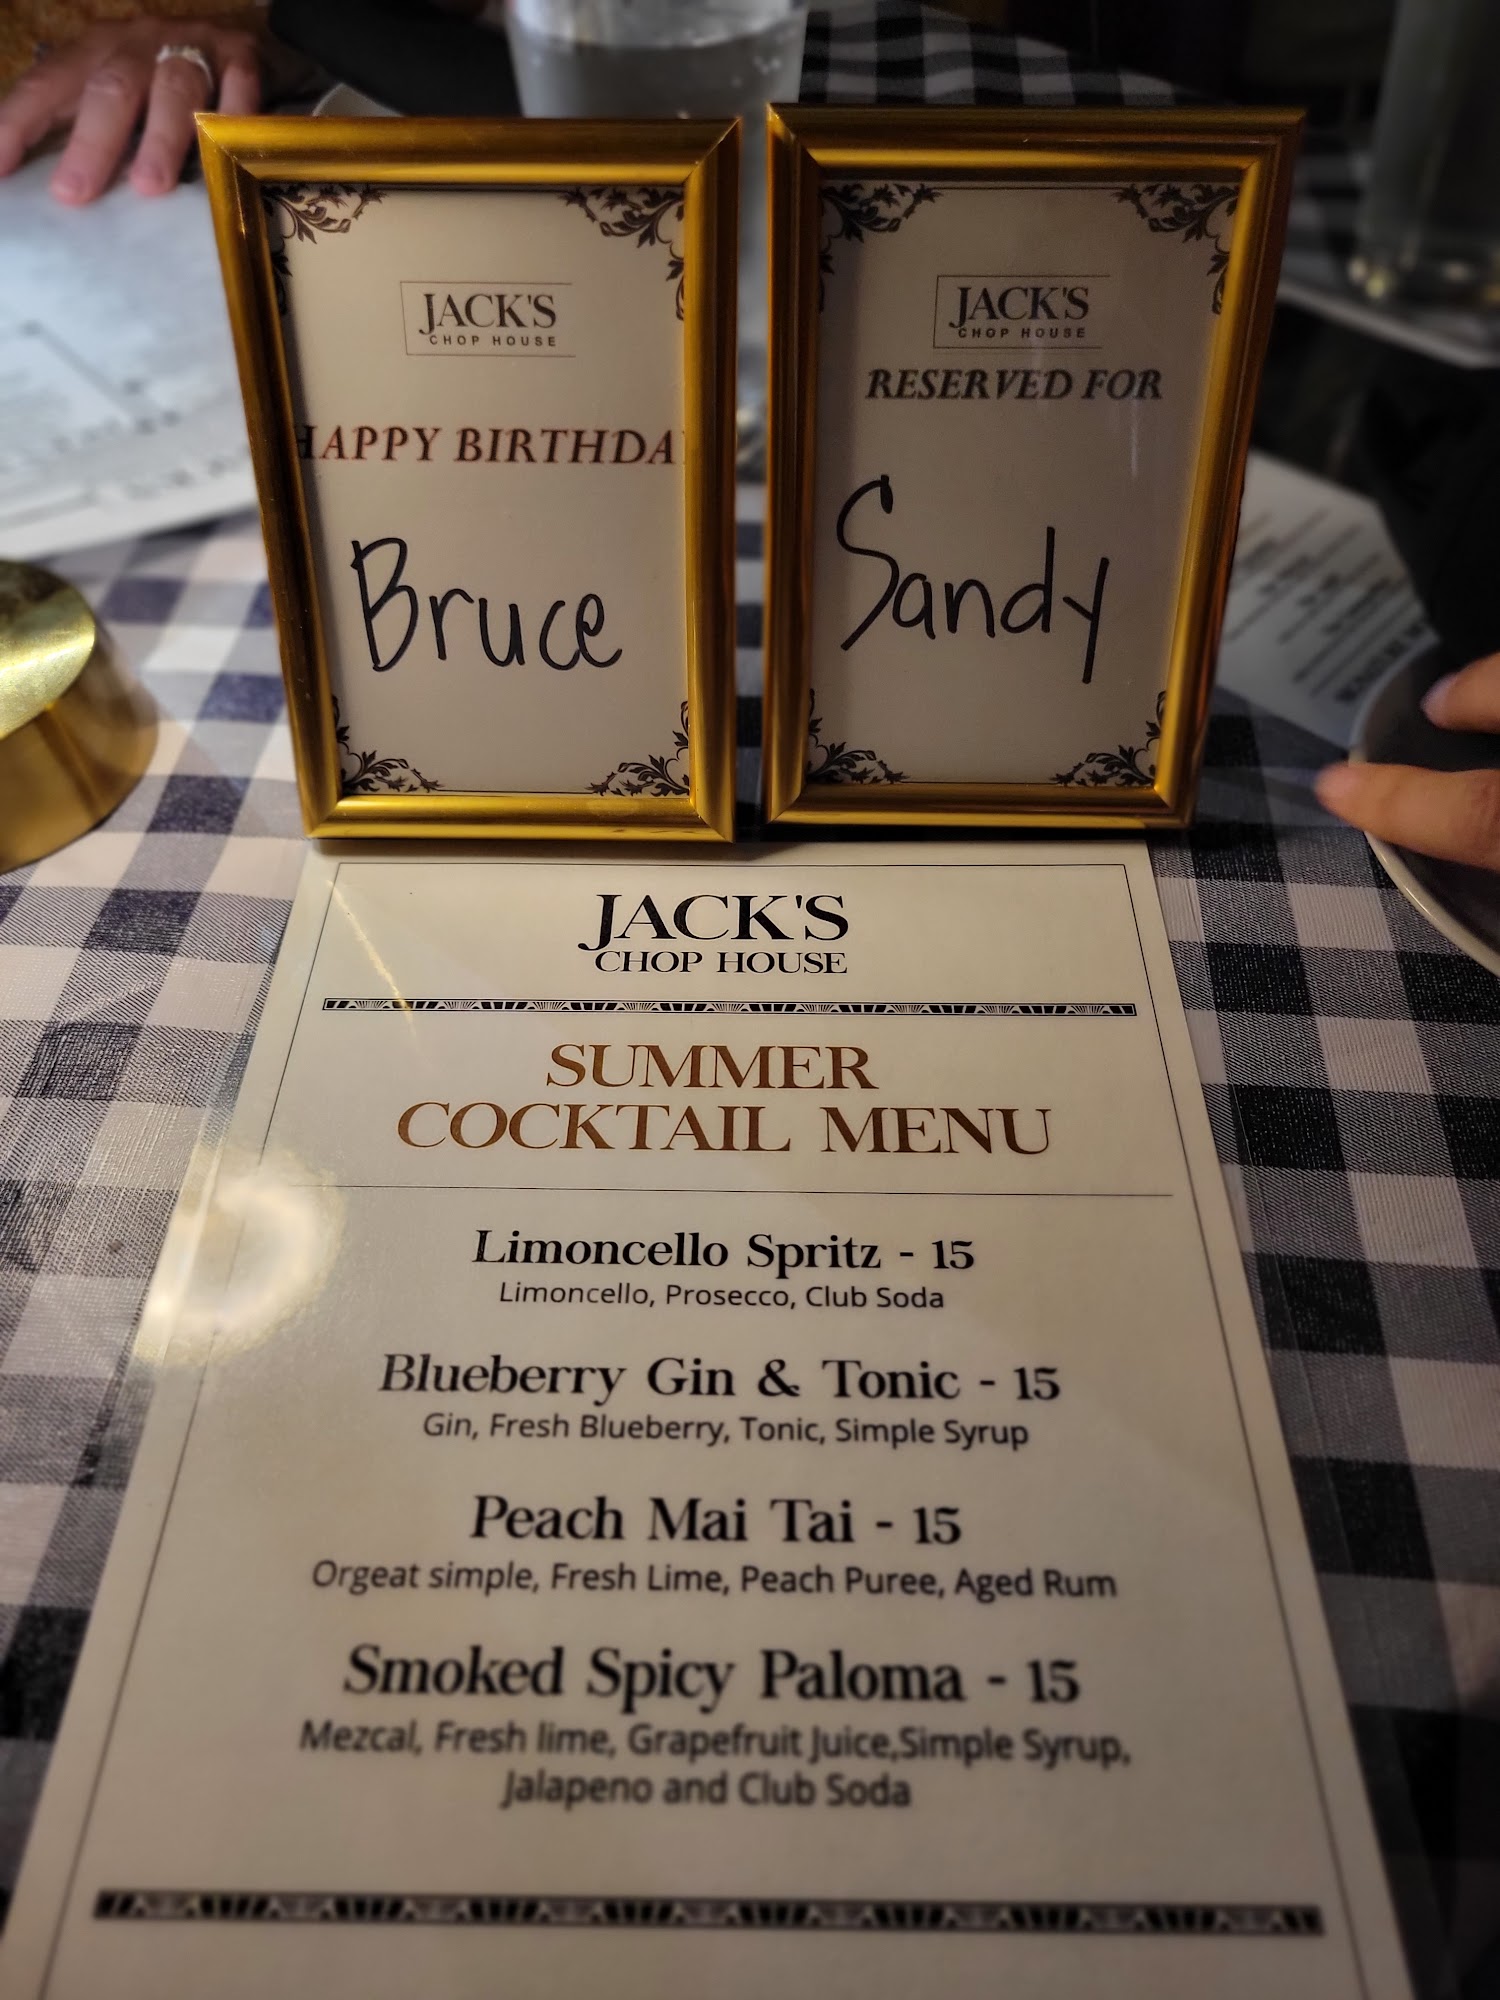 JACK'S
CHOP HOUSE
HAPPY BIRTHDAY
Bruce
JACK'S
CHOP HOUSE
RESERVED FOR
Sandy
JACK'S
CHOP HOUSE
SUMMER
COCKTAIL MENU
Limoncello Spritz - 15
Limoncello, Prosecco, Club Soda
Blueberry Gin & Tonic - 15
Gin, Fresh Blueberry, Tonic, Simple Syrup
Peach Mai Tai - 15
Orgeat simple, Fresh Lime, Peach Puree, Aged Rum
Smoked Spicy Paloma - 15
Mezcal, Fresh lime, Grapefruit Juice,Simple Syrup,
Jalapeno and Club Soda